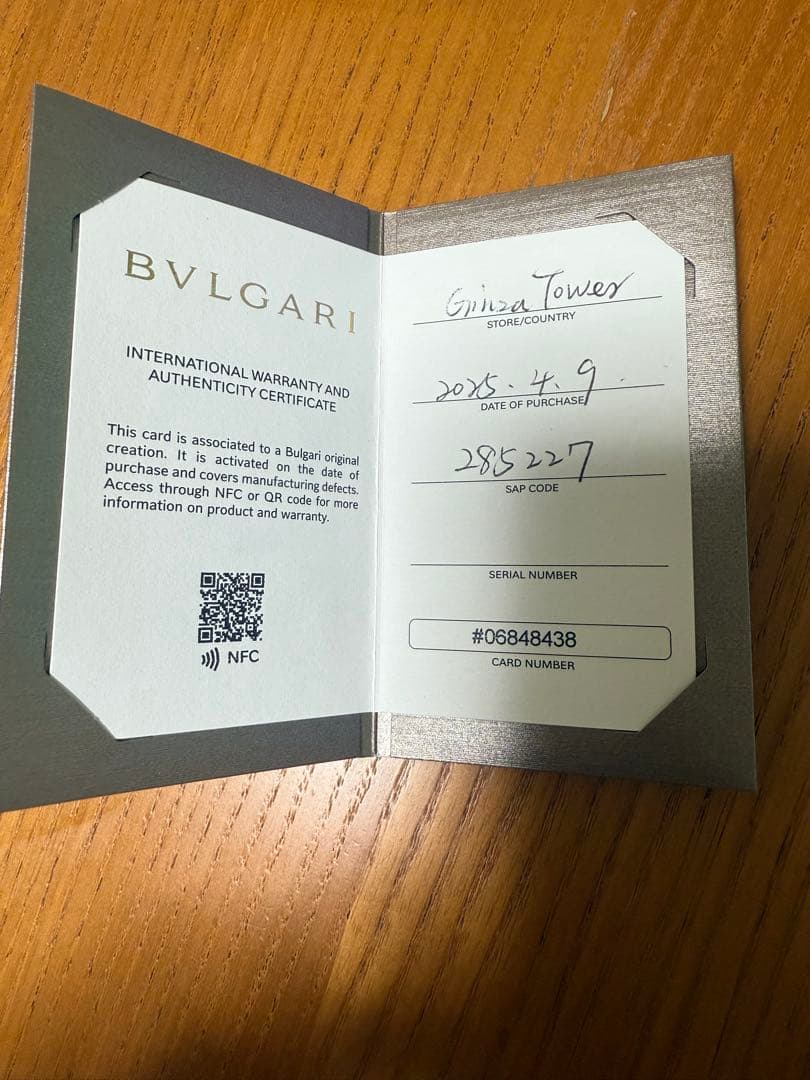 BVLGARI
INTERNATIONAL WARRANTY AND
AUTHENTICITY CERTIFICATE
This card is associated to a Bulgari original
creation. It is activated on the date of
purchase and covers manufacturing defects.
Access through NFC or QR code for more
information on product and warranty.
NFC
Ginza Tower
STORE/COUNTRY
2025.4.9
DATE OF PURCHASE
285227
SAP CODE
SERIAL NUMBER
#06848438
CARD NUMBER